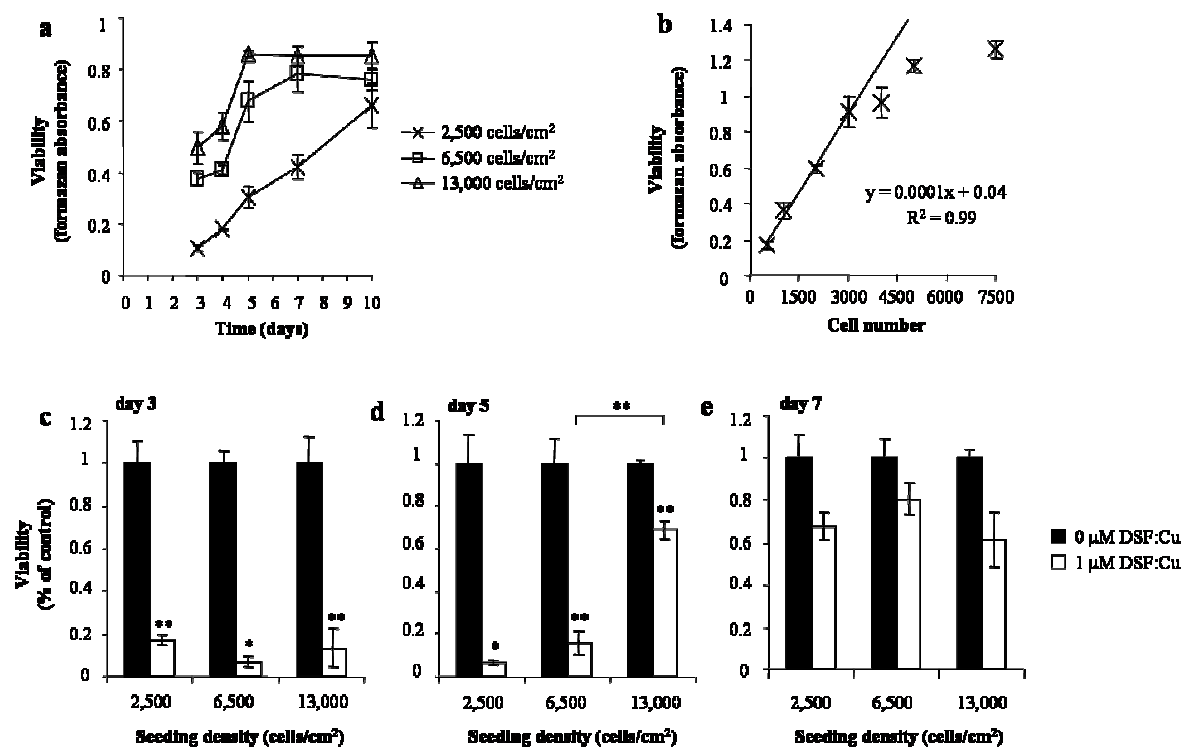 a
1
0.8
0.6
0.4
0.2
0
0 1 2 3 4 5 6 7 8 9 10
Time (days)
Viability
(formazan absorbance)
2,500 cells/cm²
6,500 cells/cm²
13,000 cells/cm²
b
1.4
1.2
1
0.8
0.6
0.4
0.2
0
0 1500 3000 4500 6000 7500
Cell number
Viability
(formazan absorbance)
y = 0.0001x + 0.04
R² = 0.99
c
day 3
1.2
1
0.8
0.6
0.4
0.2
0
** * **
2,500 6,500 13,000
Seeding density (cells/cm²)
Viability
(% of control)
d
day 5
**
1.2
1
0.8
0.6
0.4
0.2
0
* ** **
2,500 6,500 13,000
Seeding density (cells/cm²)
e
day 7
1.2
1
0.8
0.6
0.4
0.2
0
2,500 6,500 13,000
Seeding density (cells/cm²)
0 µM DSF:Cu
1 µM DSF:Cu